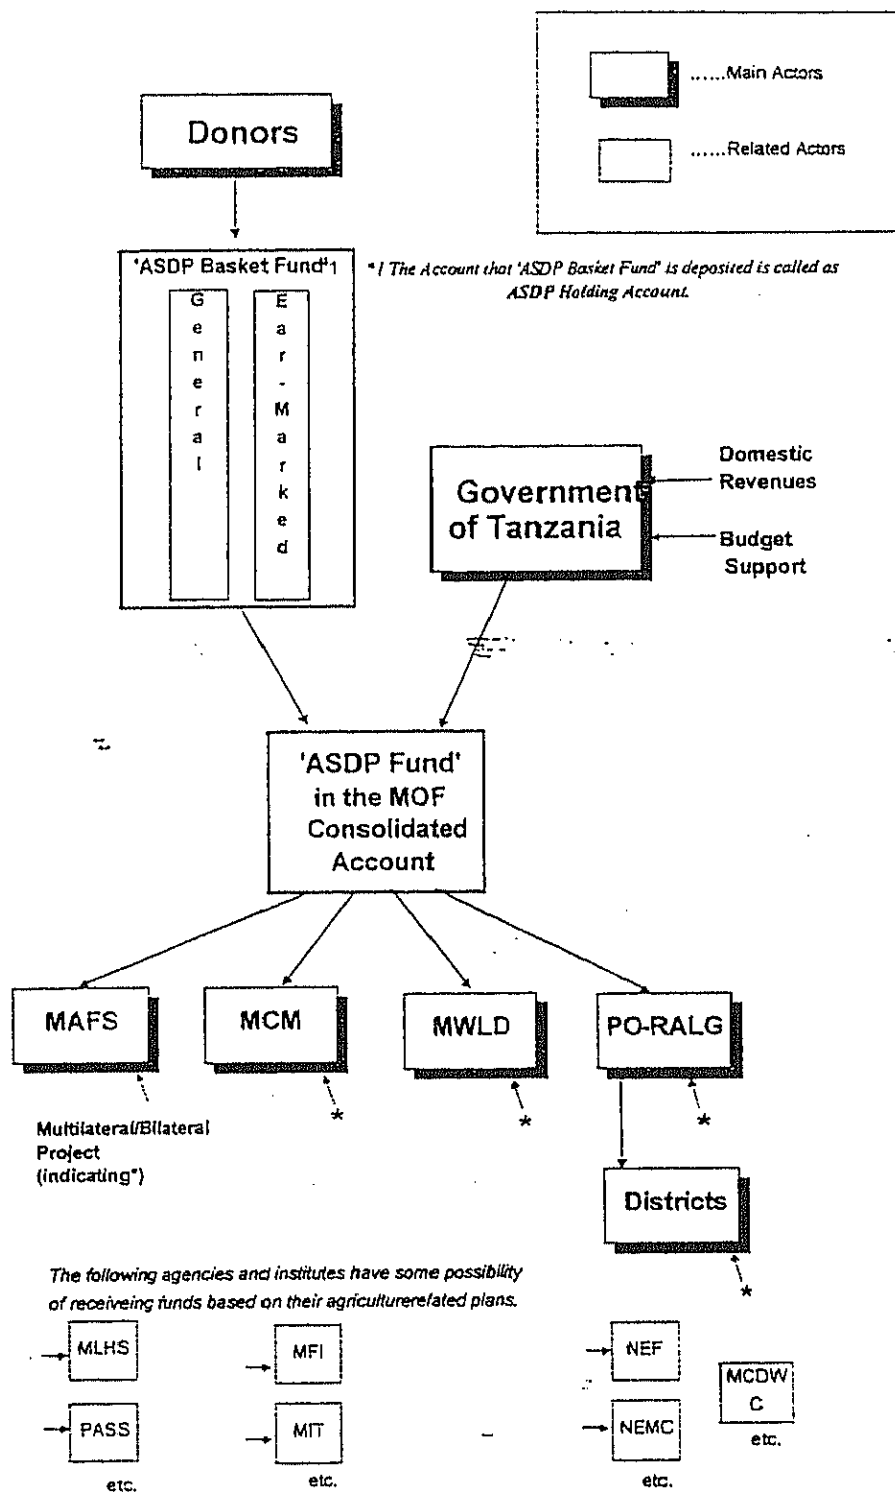 ......Main Actors
......Related Actors
Donors
'ASDP Basket Fund'*1
*1 The Account that 'ASDP Basket Fund' is deposited is called as
ASDP Holding Account.
General
Ear-Marked
Government
of Tanzania
Domestic
Revenues
Budget
Support
'ASDP Fund'
in the MOF
Consolidated
Account
MAFS
MCM
MWLD
PO-RALG
*
*
*
Multilateral/Bilateral
Project
(indicating*)
Districts
*
The following agencies and institutes have some possibility
of receiveing funds based on their agriculturerelated plans.
MLHS
MFI
NEF
MCDW
C
PASS
MIT
NEMC
etc.
etc.
etc.
etc.